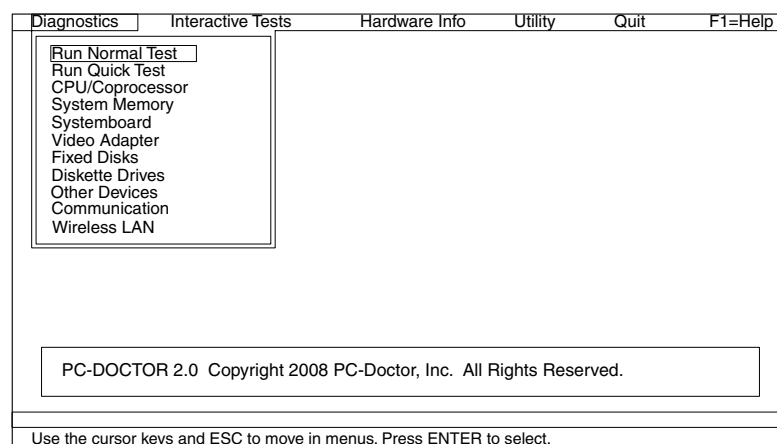 Diagnostics Interactive Tests Hardware Info Utility Quit F1=Help
Run Normal Test
Run Quick Test
CPU/Coprocessor
System Memory
Systemboard
Video Adapter
Fixed Disks
Diskette Drives
Other Devices
Communication
Wireless LAN
PC-DOCTOR 2.0 Copyright 2008 PC-Doctor, Inc. All Rights Reserved.
Use the cursor keys and ESC to move in menus. Press ENTER to select.